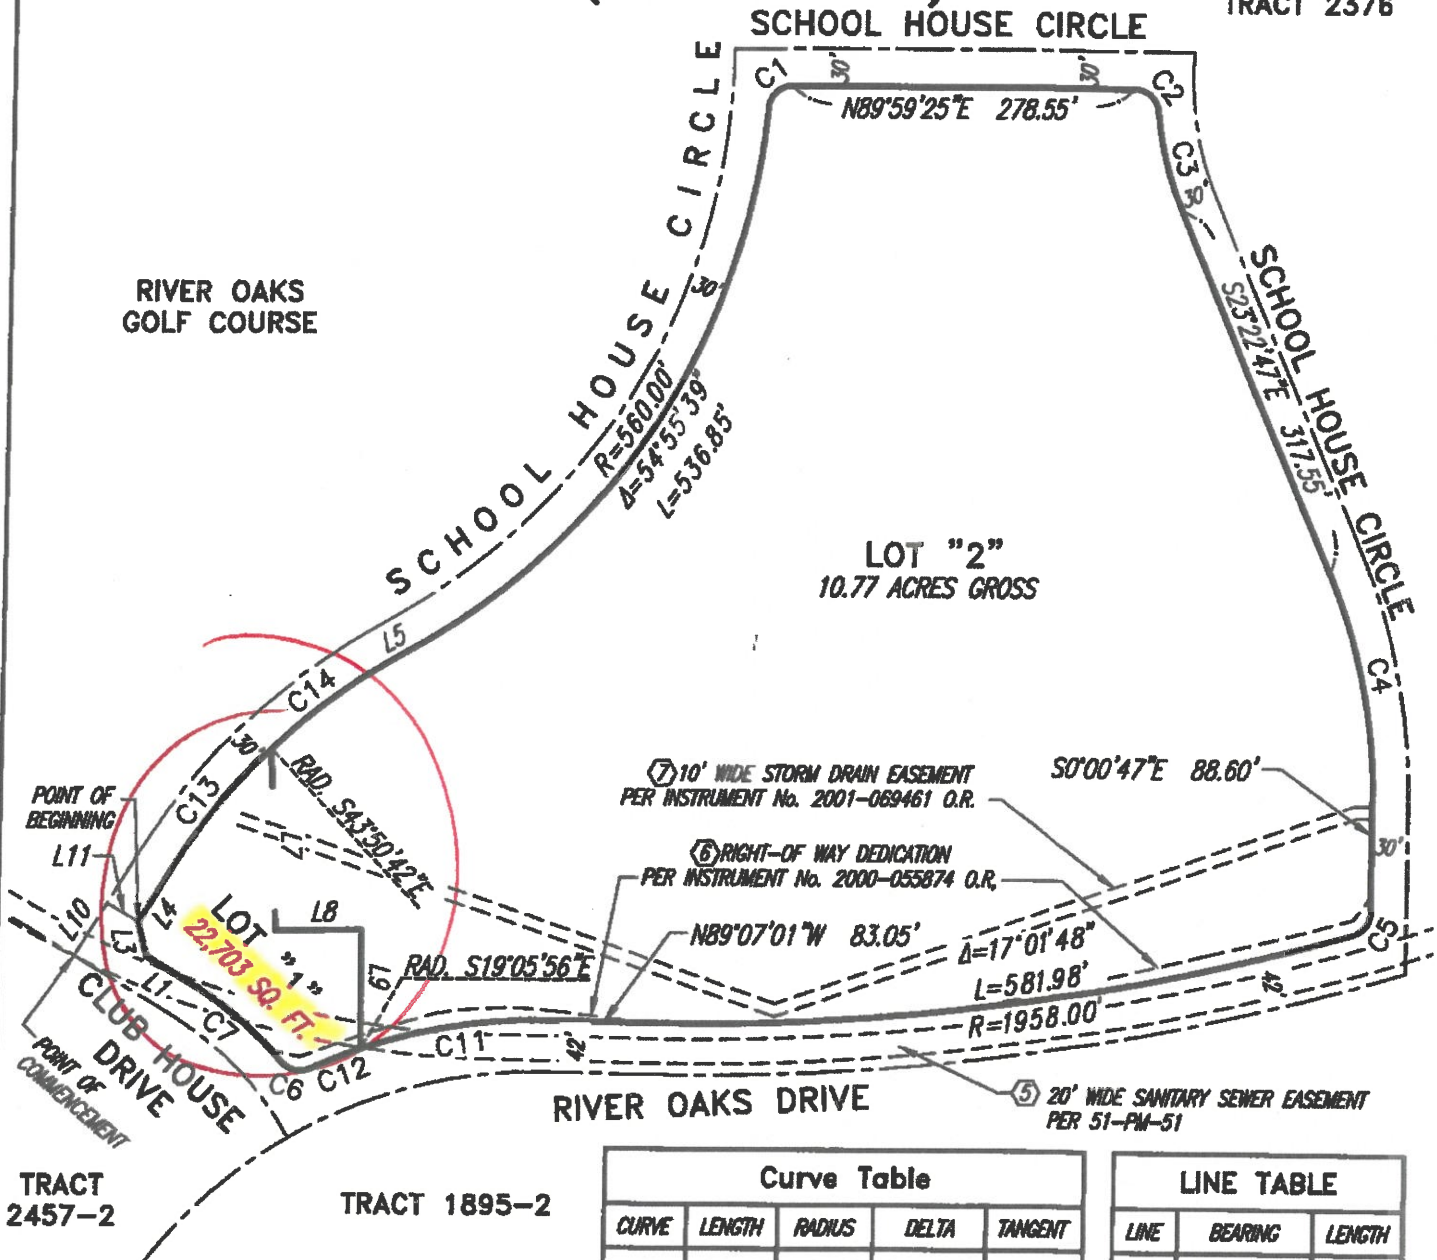 TRACT 2376
SCHOOL HOUSE CIRCLE
C1
30'
30'
C2
N89°59'25"E 278.55'
C3
30'
SCHOOL HOUSE CIRCLE
30'
RIVER OAKS
GOLF COURSE
SCHOOL HOUSE CIRCLE
S23°22'47"E 317.55'
R=560.00'
Δ=54°55'39"
L=536.85'
LOT "2"
10.77 ACRES GROSS
L5
C14
C4
30'
RAD. S43°50'42"E
C13
7 10' WIDE STORM DRAIN EASEMENT
PER INSTRUMENT No. 2001-069461 O.R.
S0°00'47"E 88.60'
POINT OF
BEGINNING
L11
30'
6 RIGHT-OF WAY DEDICATION
PER INSTRUMENT No. 2000-055874 O.R.
L10
L4
L3
LOT "1"
22,703 SQ. FT.
L8
L9
N89°07'01"W 83.05'
C5
RAD. S19°05'56"E
Δ=17°01'48"
L=581.98'
R=1958.00'
42'
L1
C7
C11
42'
CLUB HOUSE
DRIVE
C6
C12
POINT OF
COMMENCEMENT
RIVER OAKS DRIVE
5 20' WIDE SANITARY SEWER EASEMENT
PER 51-PM-51
TRACT
2457-2
TRACT 1895-2
Curve Table
CURVE LENGTH RADIUS DELTA TANGENT
LINE TABLE
LINE BEARING LENGTH